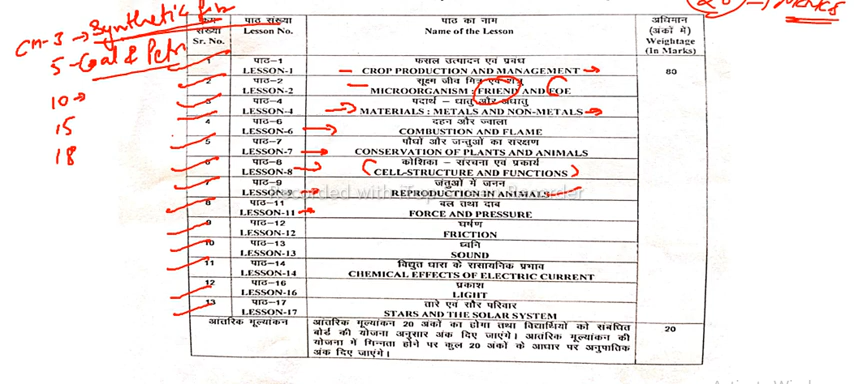 Synthetic
CH-3 →
5- Coal & Petro
10 →
15
18
क्रम संख्या Sr. No. पाठ संख्या Lesson No. पाठ का नाम Name of the Lesson अधिमान (अंकों में) Weightage (In Marks)
1 पाठ–1 LESSON-1 फसल उत्पादन एवं प्रबंध CROP PRODUCTION AND MANAGEMENT 80
2 पाठ–2 LESSON-2 सूक्ष्म जीव मित्र एवं शत्रु MICROORGANISM : FRIEND AND FOE
3 पाठ–4 LESSON-4 पदार्थ – धातु और अधातु MATERIALS : METALS AND NON-METALS
4 पाठ–6 LESSON-6 दहन और ज्वाला COMBUSTION AND FLAME
5 पाठ–7 LESSON-7 पौधों और जन्तुओं का संरक्षण CONSERVATION OF PLANTS AND ANIMALS
6 पाठ–8 LESSON-8 कोशिका – संरचना एवं प्रकार्य CELL-STRUCTURE AND FUNCTIONS
7 पाठ–9 LESSON-9 जंतुओं में जनन REPRODUCTION IN ANIMALS
8 पाठ–11 LESSON-11 बल तथा दाब FORCE AND PRESSURE
9 पाठ–12 LESSON-12 घर्षण FRICTION
10 पाठ–13 LESSON-13 ध्वनि SOUND
11 पाठ–14 LESSON-14 विद्युत धारा के रासायनिक प्रभाव CHEMICAL EFFECTS OF ELECTRIC CURRENT
12 पाठ–16 LESSON-16 प्रकाश LIGHT
13 पाठ–17 LESSON-17 तारे एवं सौर परिवार STARS AND THE SOLAR SYSTEM
आंतरिक मूल्यांकन आंतरिक मूल्यांकन 20 अंकों का होगा तथा विद्यार्थियों को संबंधित 20
बोर्ड की योजना अनुसार अंक दिए जाएंगे। आंतरिक मूल्यांकन की
योजना में भिन्नता होने पर कुल 20 अंकों के आधार पर अनुपातिक
अंक दिए जाएंगे।
Recorded with iTop Screen Recorder